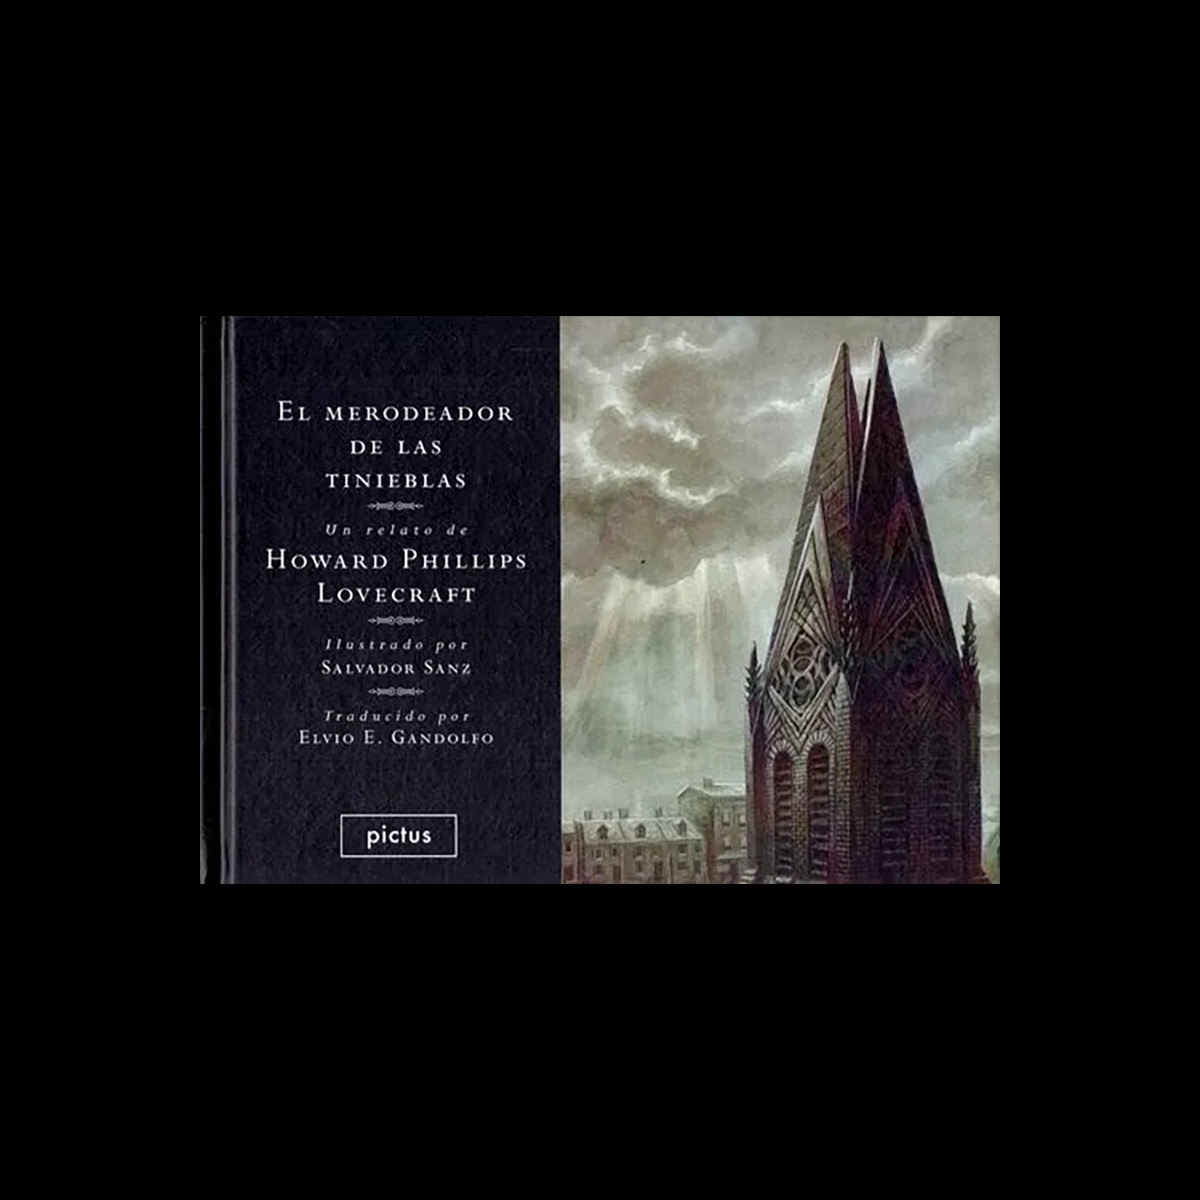 El merodeador
de las
tinieblas
Un relato de
Howard Phillips
Lovecraft
Ilustrado por
Salvador Sanz
Traducido por
Elvio E. Gandolfo
pictus